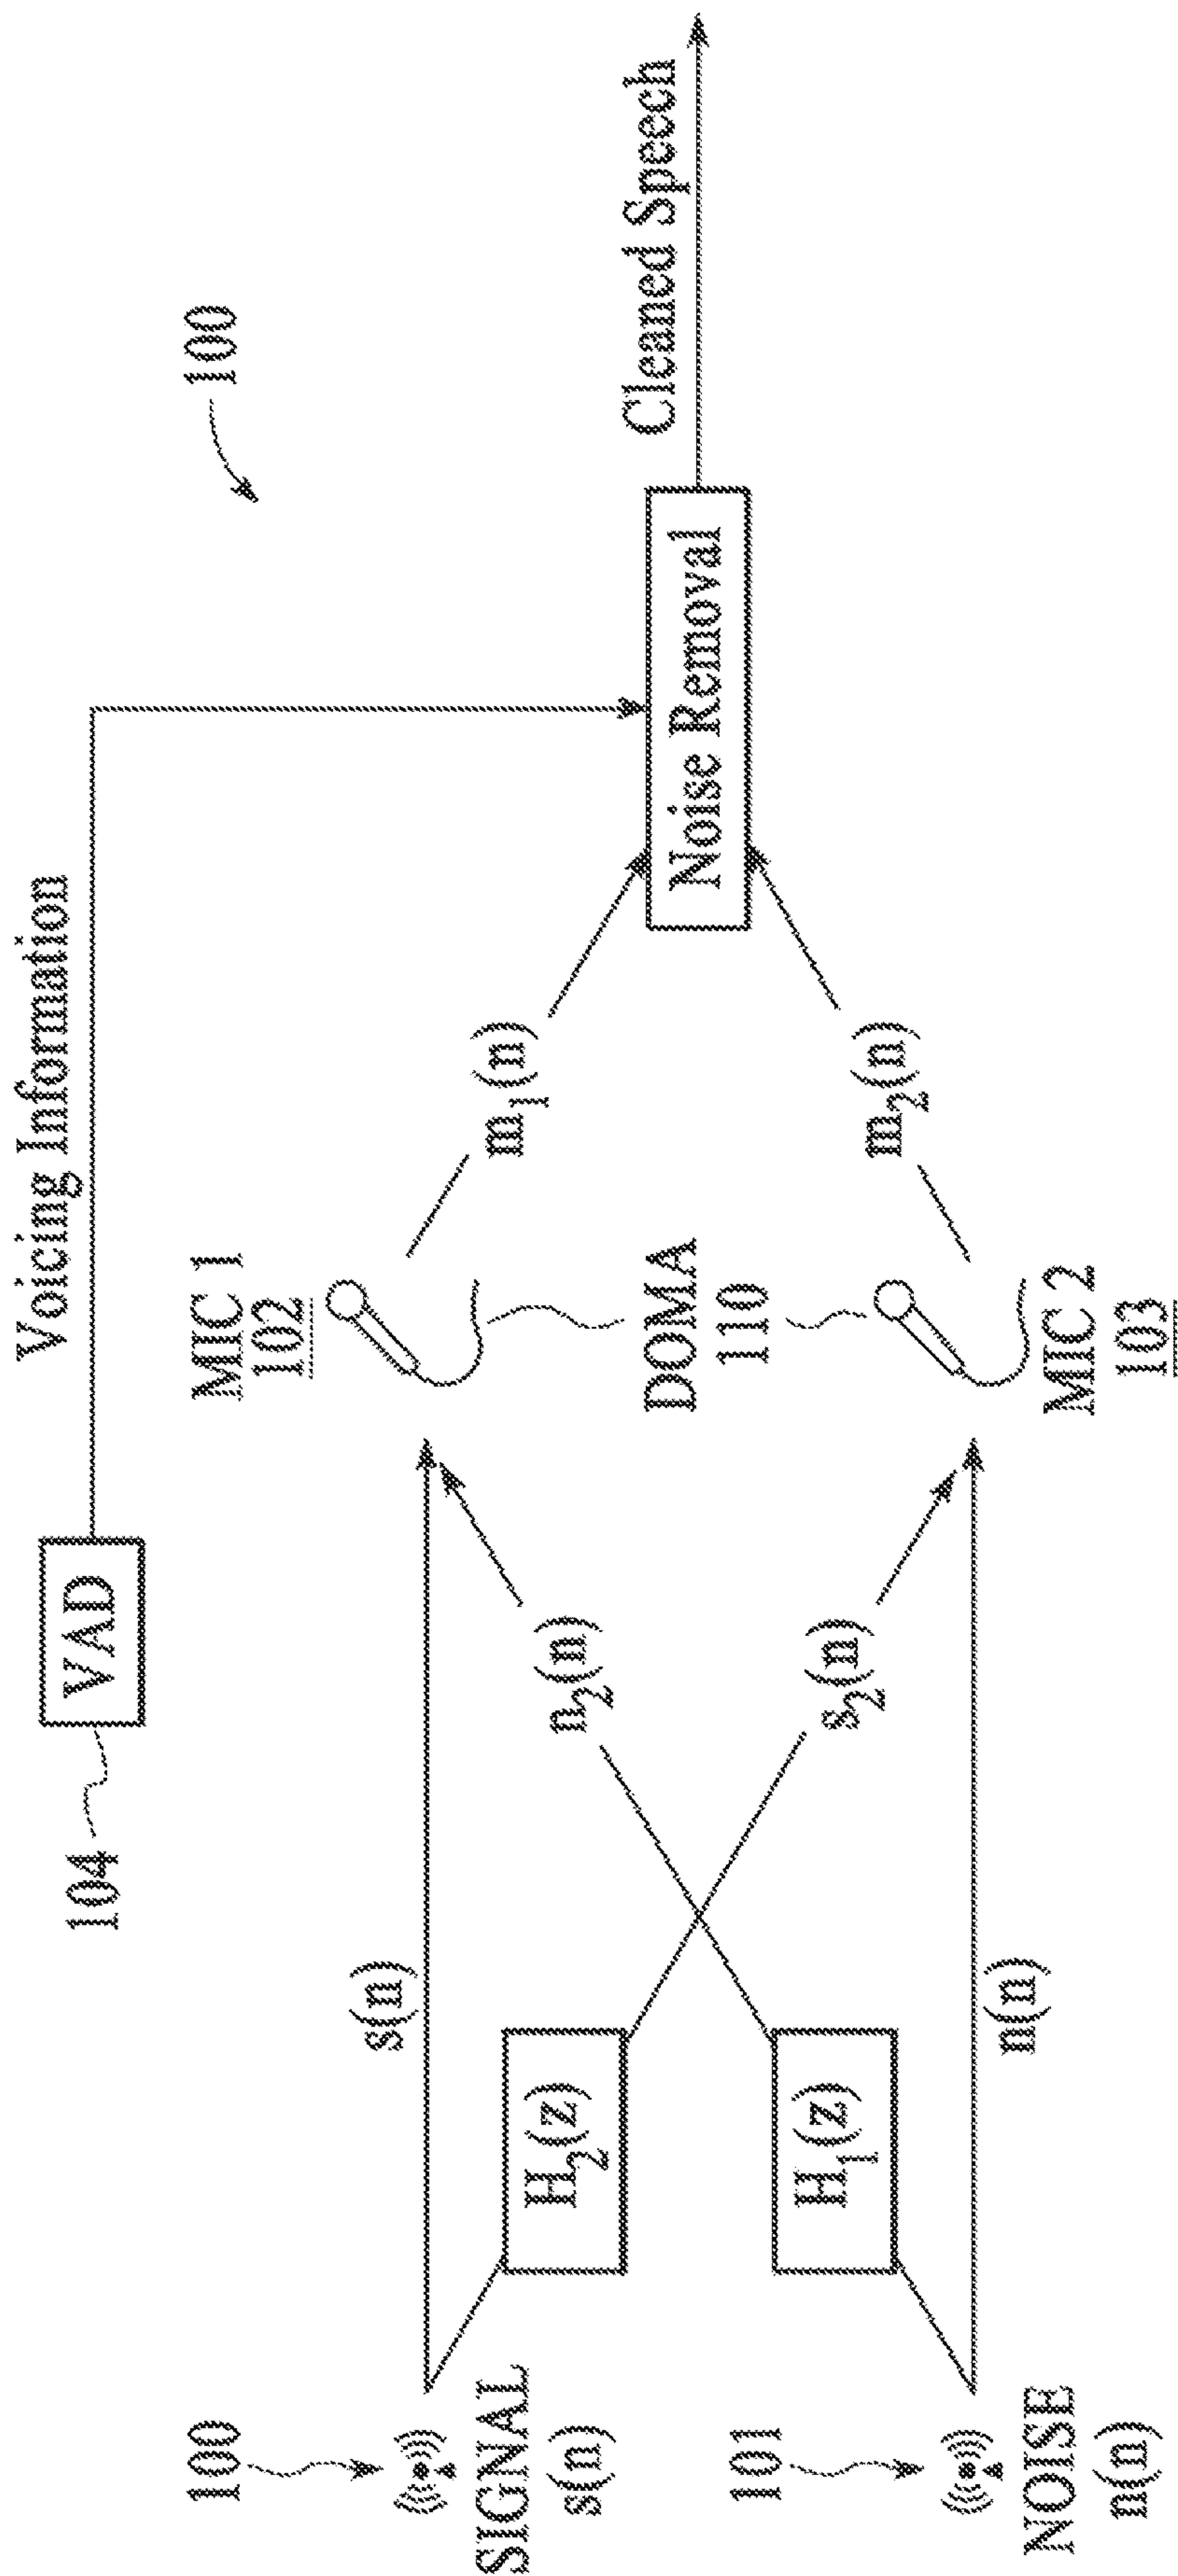 Voicing Information
VAD
104
100
MIC 1
102
s(n)
100
SIGNAL
s(n)
H₂(z)
n₂(n)
m₁(n)
Cleaned Speech
Noise Removal
DOMA
110
H₁(z)
s₂(n)
m₂(n)
101
NOISE
n(n)
n(n)
MIC 2
103